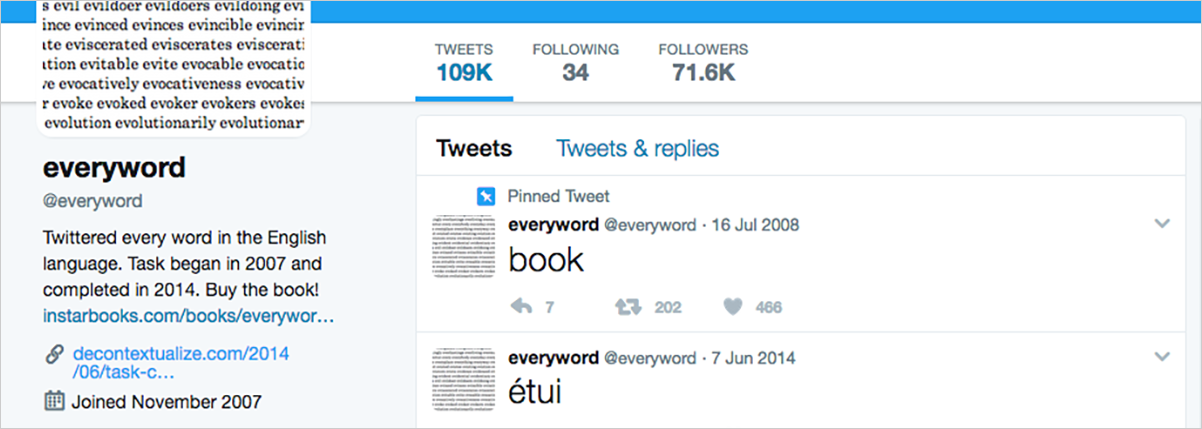 s evil evildoer evildoers evildoing evi
ince evinced evinces evincible evincin
ate eviscerated eviscerates eviscerati
ation evitable evite evocable evocatio
ve evocatively evocativeness evocativ
r evoke evoked evoker evokers evokes
evolution evolutionarily evolutionar
TWEETS FOLLOWING FOLLOWERS
109K 34 71.6K
everyword
@everyword
Twittered every word in the English
language. Task began in 2007 and
completed in 2014. Buy the book!
instarbooks.com/books/everywor…
decontextualize.com/2014
/06/task-c…
Joined November 2007
Tweets Tweets & replies
Pinned Tweet
everyword @everyword · 16 Jul 2008
book
7 202 466
everyword @everyword · 7 Jun 2014
étui